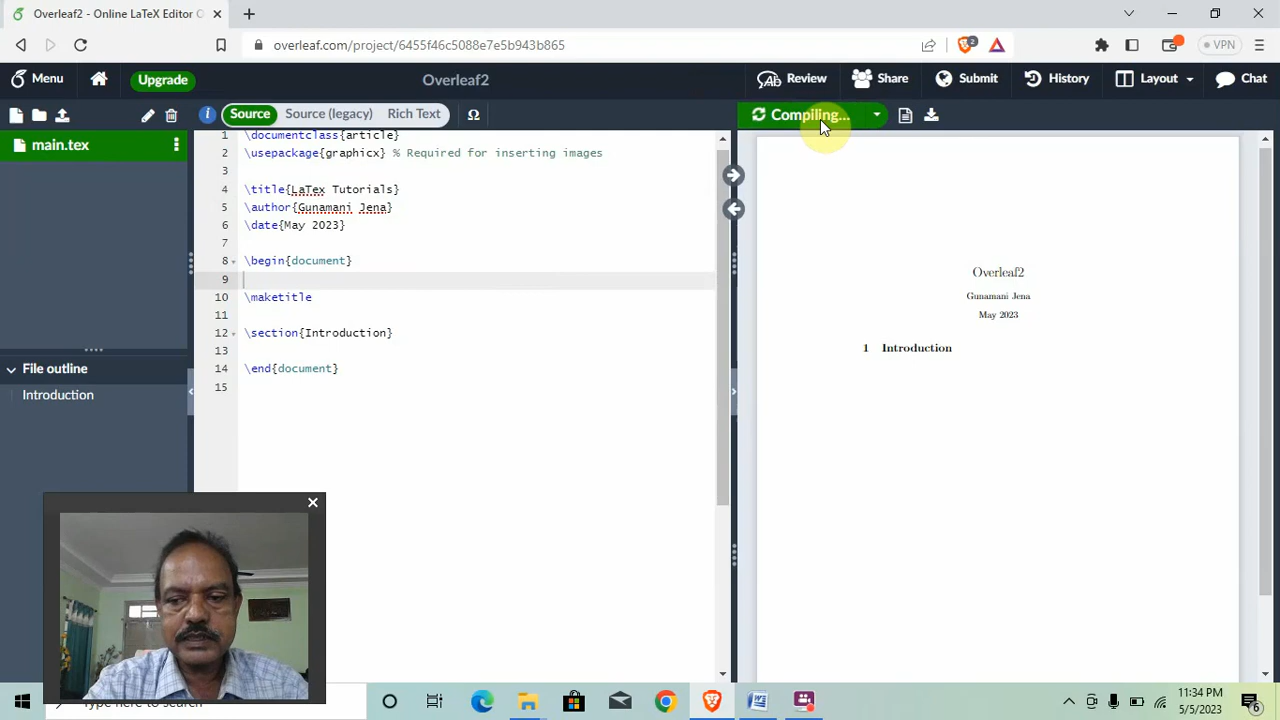 Overleaf2 - Online LaTeX Editor O
overleaf.com/project/6455f46c5088e7e5b943b865
2
VPN
Menu
Upgrade
Overleaf2
Review
Share
Submit
History
Layout
Chat
Source
Source (legacy)
Rich Text
Ω
Compiling...
main.tex
1 \documentclass{article}
2 \usepackage{graphicx} % Required for inserting images
3
4 \title{LaTex Tutorials}
5 \author{Gunamani Jena}
6 \date{May 2023}
7
8 \begin{document}
9
10 \maketitle
11
12 \section{Introduction}
13
14 \end{document}
15
File outline
Introduction
Overleaf2
Gunamani Jena
May 2023
1 Introduction
Type here to search
11:34 PM
5/5/2023
6